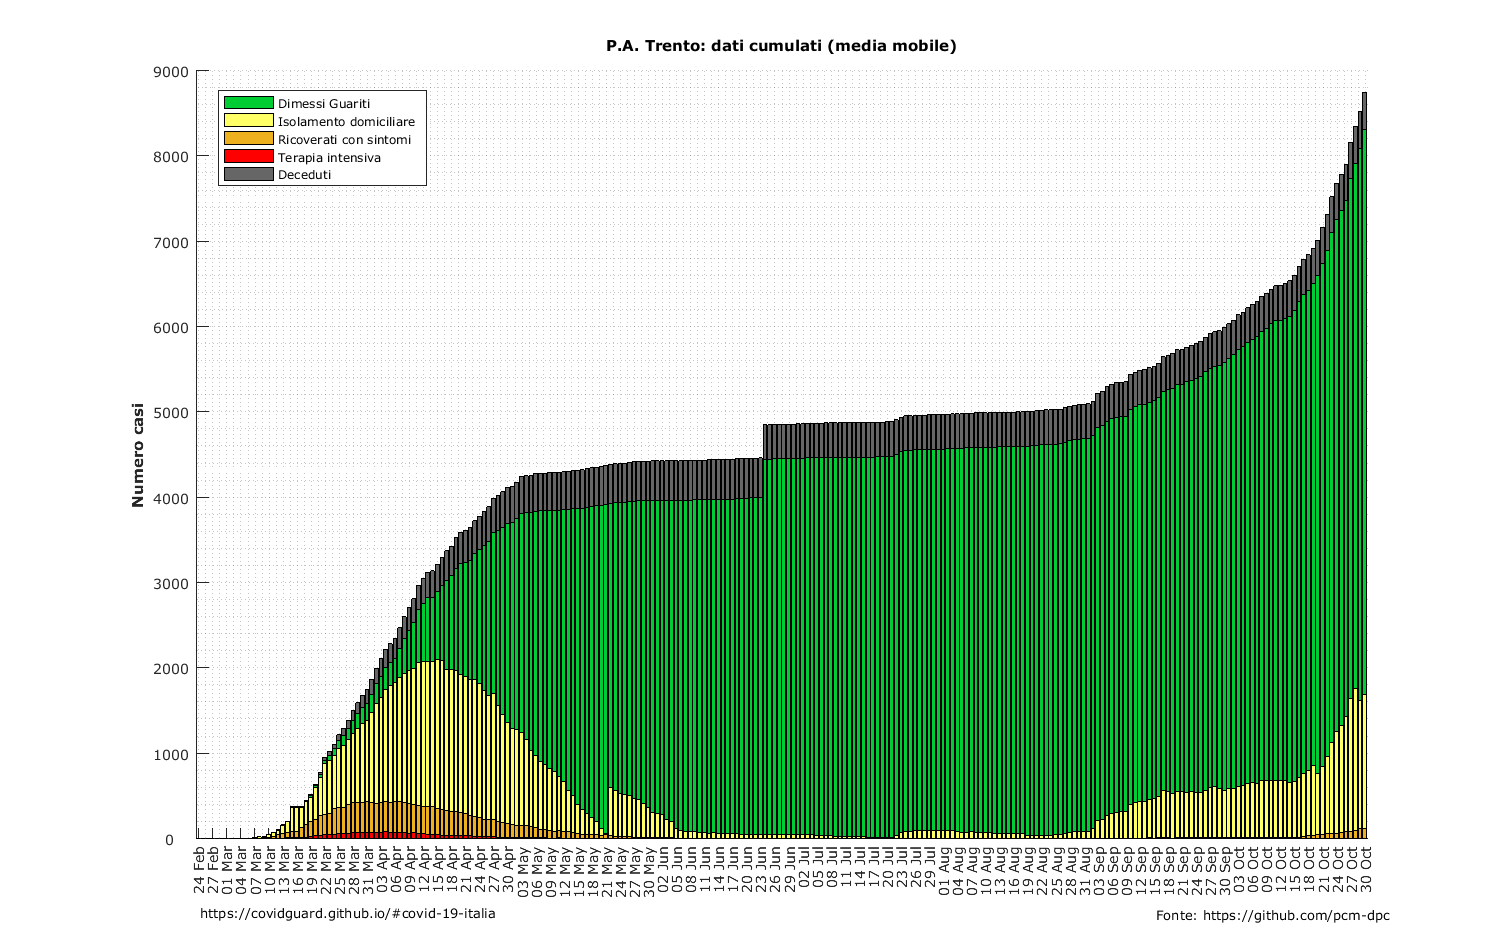 P.A. Trento: dati cumulati (media mobile)
9000
8000
7000
6000
5000
4000
3000
2000
1000
0
Numero casi
Dimessi Guariti
Isolamento domiciliare
Ricoverati con sintomi
Terapia intensiva
Deceduti
24 Feb
27 Feb
01 Mar
04 Mar
07 Mar
10 Mar
13 Mar
16 Mar
19 Mar
22 Mar
25 Mar
28 Mar
31 Mar
03 Apr
06 Apr
09 Apr
12 Apr
15 Apr
18 Apr
21 Apr
24 Apr
27 Apr
30 Apr
03 May
06 May
09 May
12 May
15 May
18 May
21 May
24 May
27 May
30 May
02 Jun
05 Jun
08 Jun
11 Jun
14 Jun
17 Jun
20 Jun
23 Jun
26 Jun
29 Jun
02 Jul
05 Jul
08 Jul
11 Jul
14 Jul
17 Jul
20 Jul
23 Jul
26 Jul
29 Jul
01 Aug
04 Aug
07 Aug
10 Aug
13 Aug
16 Aug
19 Aug
22 Aug
25 Aug
28 Aug
31 Aug
03 Sep
06 Sep
09 Sep
12 Sep
15 Sep
18 Sep
21 Sep
24 Sep
27 Sep
30 Sep
03 Oct
06 Oct
09 Oct
12 Oct
15 Oct
18 Oct
21 Oct
24 Oct
27 Oct
30 Oct
https://covidguard.github.io/#covid-19-italia
Fonte: https://github.com/pcm-dpc